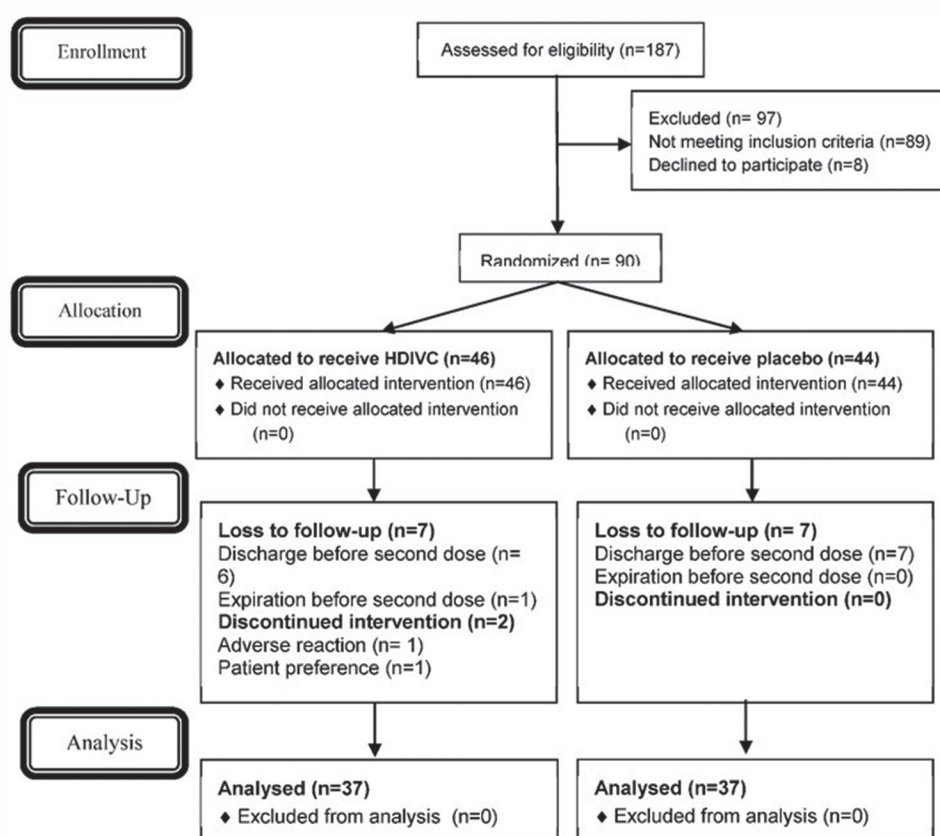 Enrollment
Assessed for eligibility (n=187)
Excluded (n= 97)
Not meeting inclusion criteria (n=89)
Declined to participate (n=8)
Randomized (n= 90)
Allocation
Allocated to receive HDIVC (n=46)
♦ Received allocated intervention (n=46)
♦ Did not receive allocated intervention
(n=0)
Allocated to receive placebo (n=44)
♦ Received allocated intervention (n=44)
♦ Did not receive allocated intervention
(n=0)
Follow-Up
Loss to follow-up (n=7)
Discharge before second dose (n=
6)
Expiration before second dose (n=1)
Discontinued intervention (n=2)
Adverse reaction (n= 1)
Patient preference (n=1)
Loss to follow-up (n= 7)
Discharge before second dose (n=7)
Expiration before second dose (n=0)
Discontinued intervention (n=0)
Analysis
Analysed (n=37)
♦ Excluded from analysis (n=0)
Analysed (n=37)
♦ Excluded from analysis (n=0)